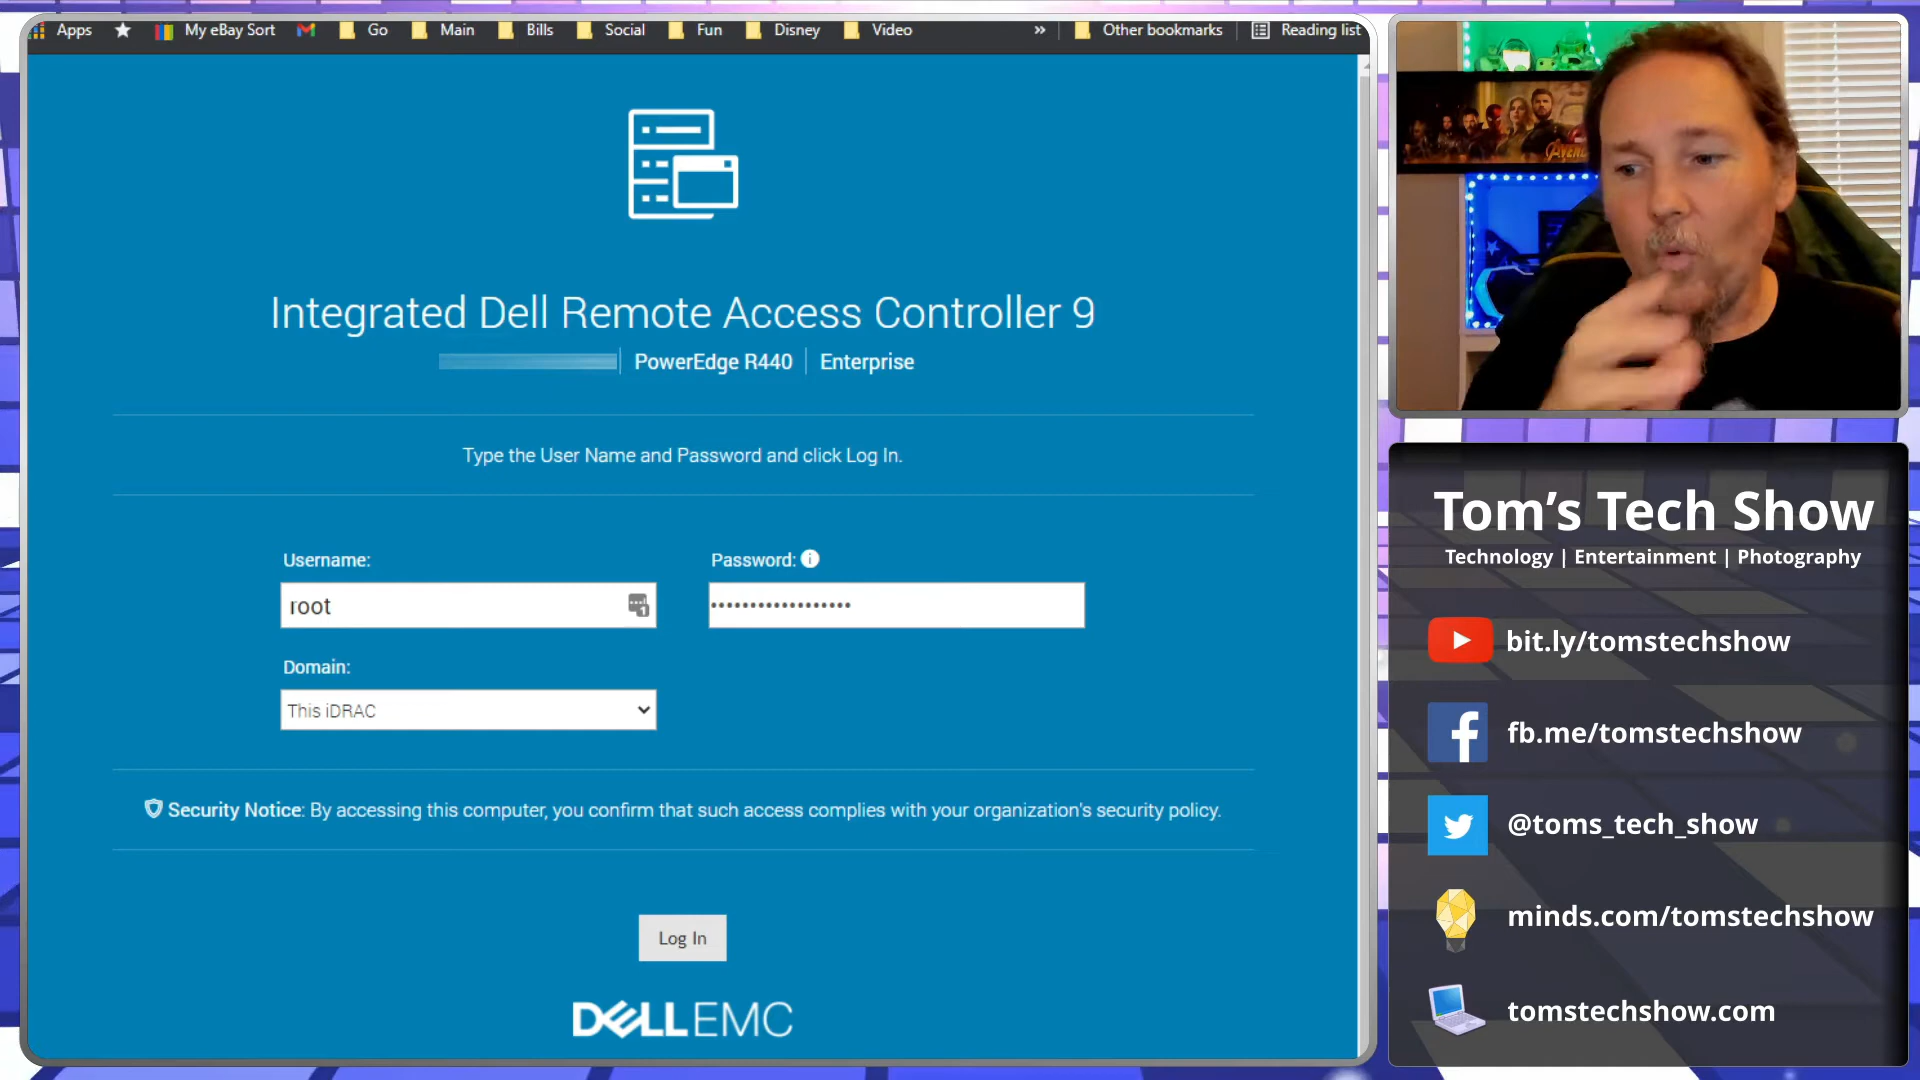 Apps My eBay Sort Go Main Bills Social Fun Disney Video » Other bookmarks Reading list
Integrated Dell Remote Access Controller 9
PowerEdge R440 | Enterprise
Type the User Name and Password and click Log In.
Username: Password:
root ••••••••••••••••••
Domain:
This iDRAC
Security Notice: By accessing this computer, you confirm that such access complies with your organization's security policy.
Log In
DELL EMC
Tom's Tech Show
Technology | Entertainment | Photography
bit.ly/tomstechshow
fb.me/tomstechshow
@toms_tech_show
minds.com/tomstechshow
tomstechshow.com